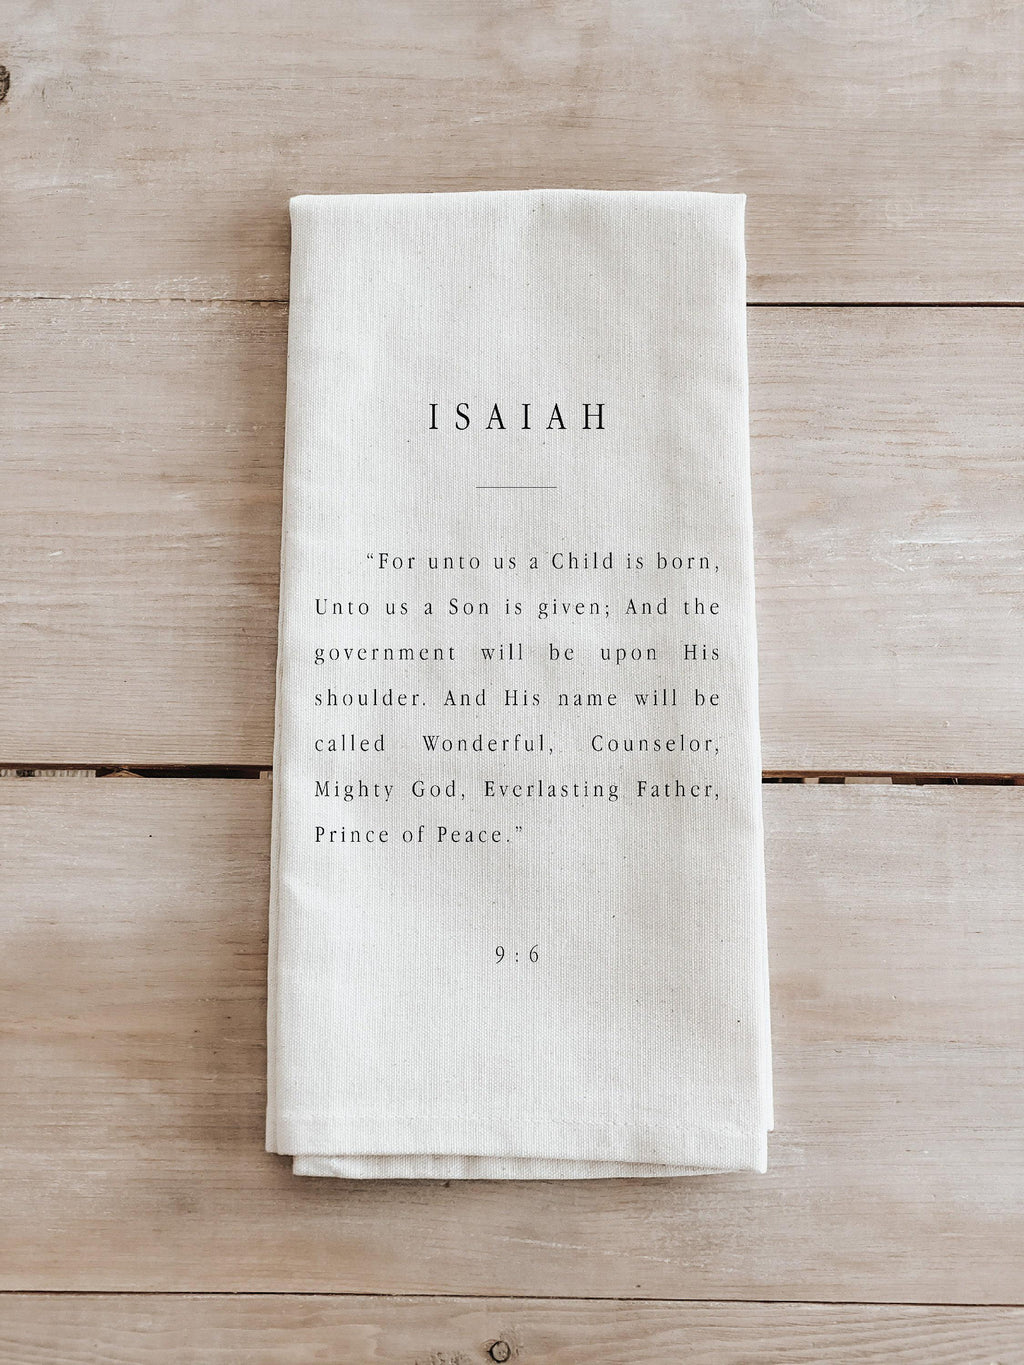 ISAIAH
“For unto us a Child is born,
Unto us a Son is given; And the
government will be upon His
shoulder. And His name will be
called Wonderful, Counselor,
Mighty God, Everlasting Father,
Prince of Peace.”
9:6